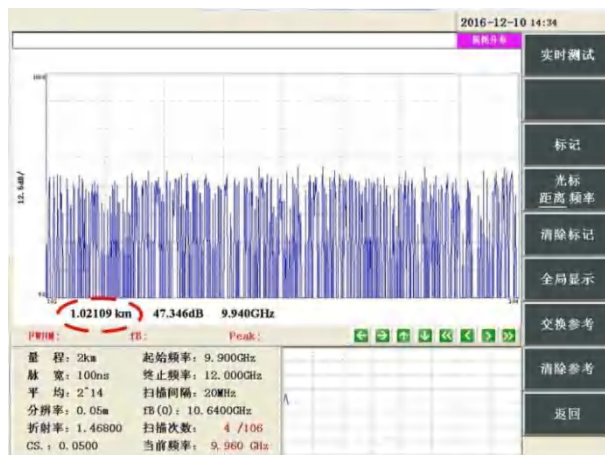 2016-12-10 14:34
损耗分布
实时测试
标记
光标
距离 频率
清除标记
全局显示
交换参考
清除参考
返回
12.5dB/
1.02109 km 47.346dB 9.940GHz
FWHM: fB: Peak:
量 程: 2km 起始频率: 9.900GHz
脉 宽: 100ns 终止频率: 12.000GHz
平 均: 2^14 扫描间隔: 20MHz
分辨率: 0.05m fB(0): 10.6400GHz
折射率: 1.46800 扫描次数: 4 /106
CS.: 0.0500 当前频率: 9.960 GHz